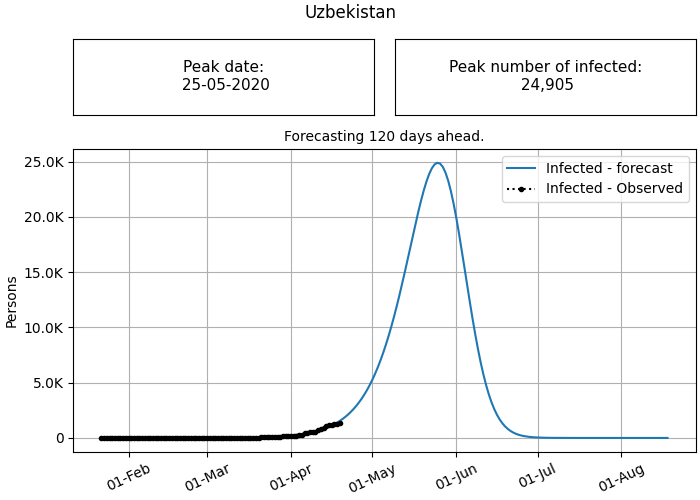 Uzbekistan
Peak date:
25-05-2020
Peak number of infected:
24,905
Forecasting 120 days ahead.
Infected - forecast
Infected - Observed
Persons
25.0K
20.0K
15.0K
10.0K
5.0K
0
01-Feb
01-Mar
01-Apr
01-May
01-Jun
01-Jul
01-Aug